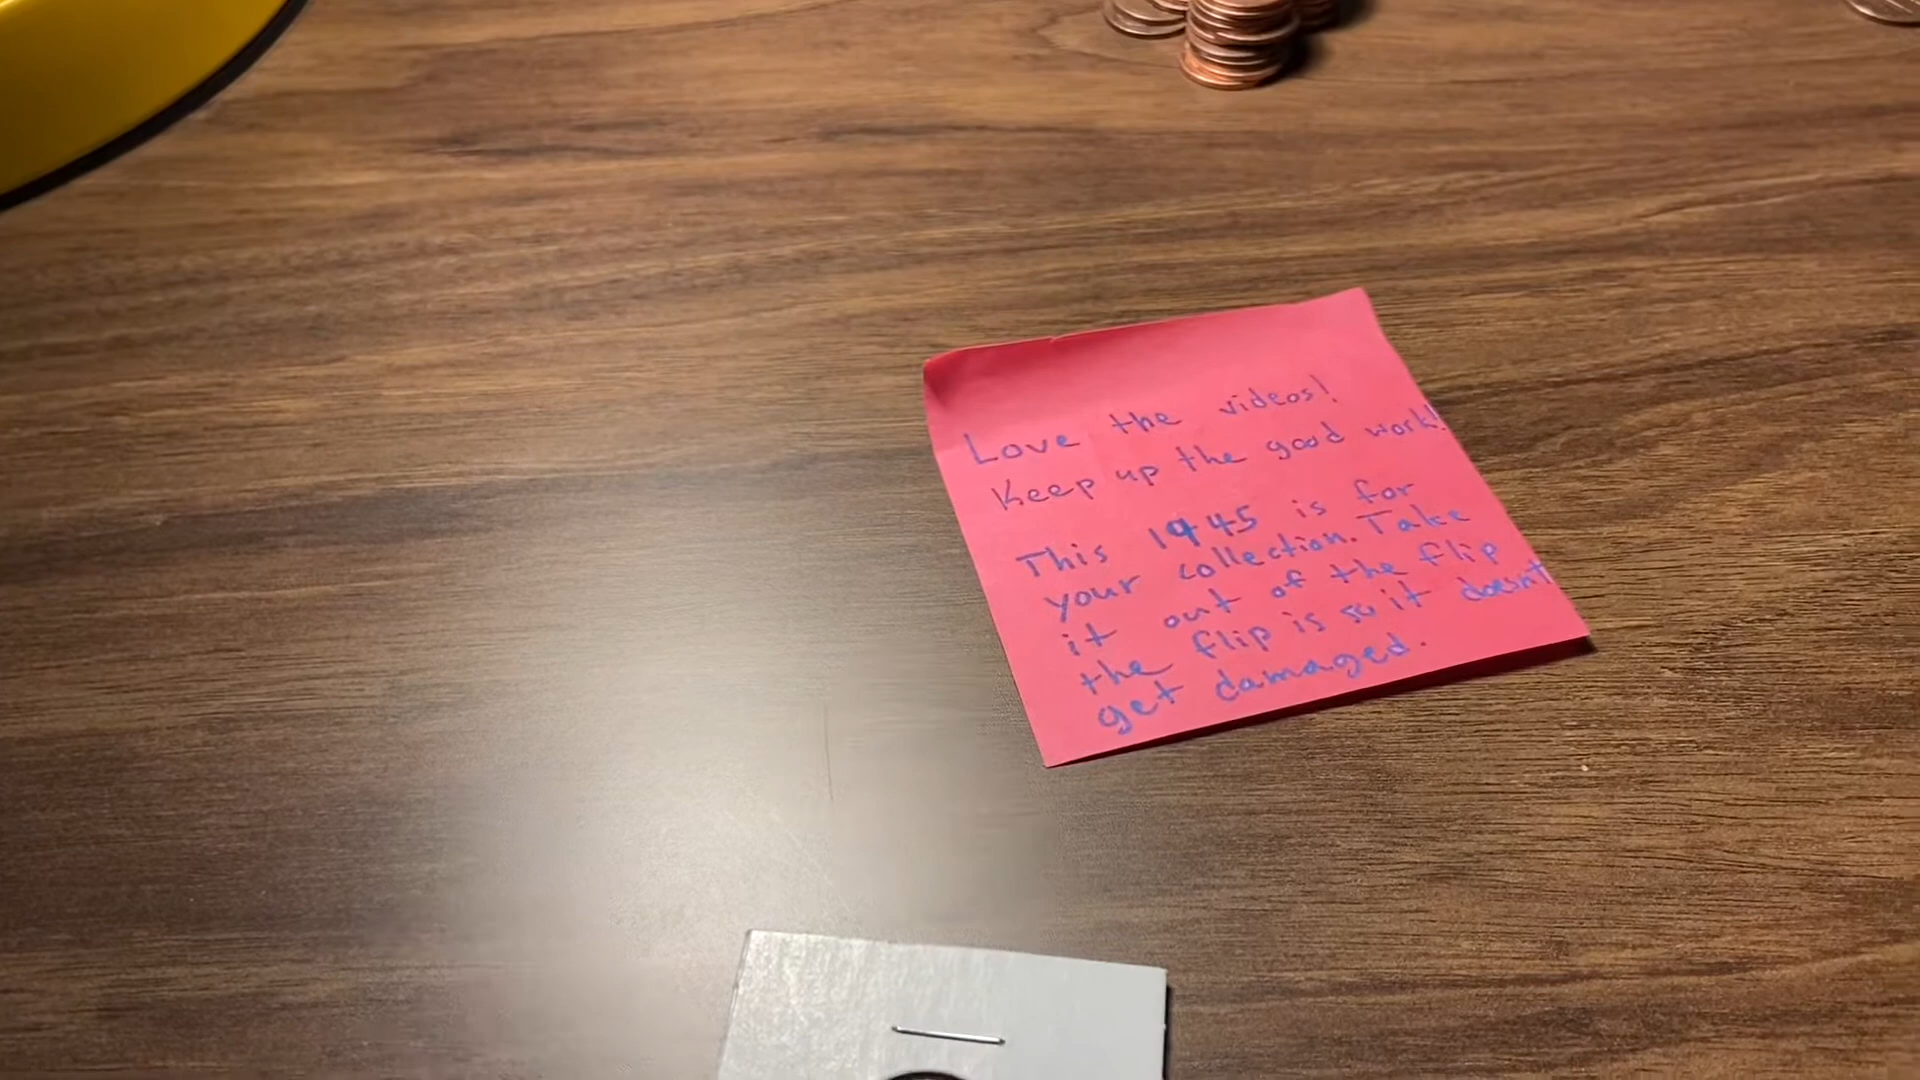 Love the videos!
Keep up the good work!
This 1945 is for
your collection. Take
it out of the flip
the flip is so it doesn't
get damaged.